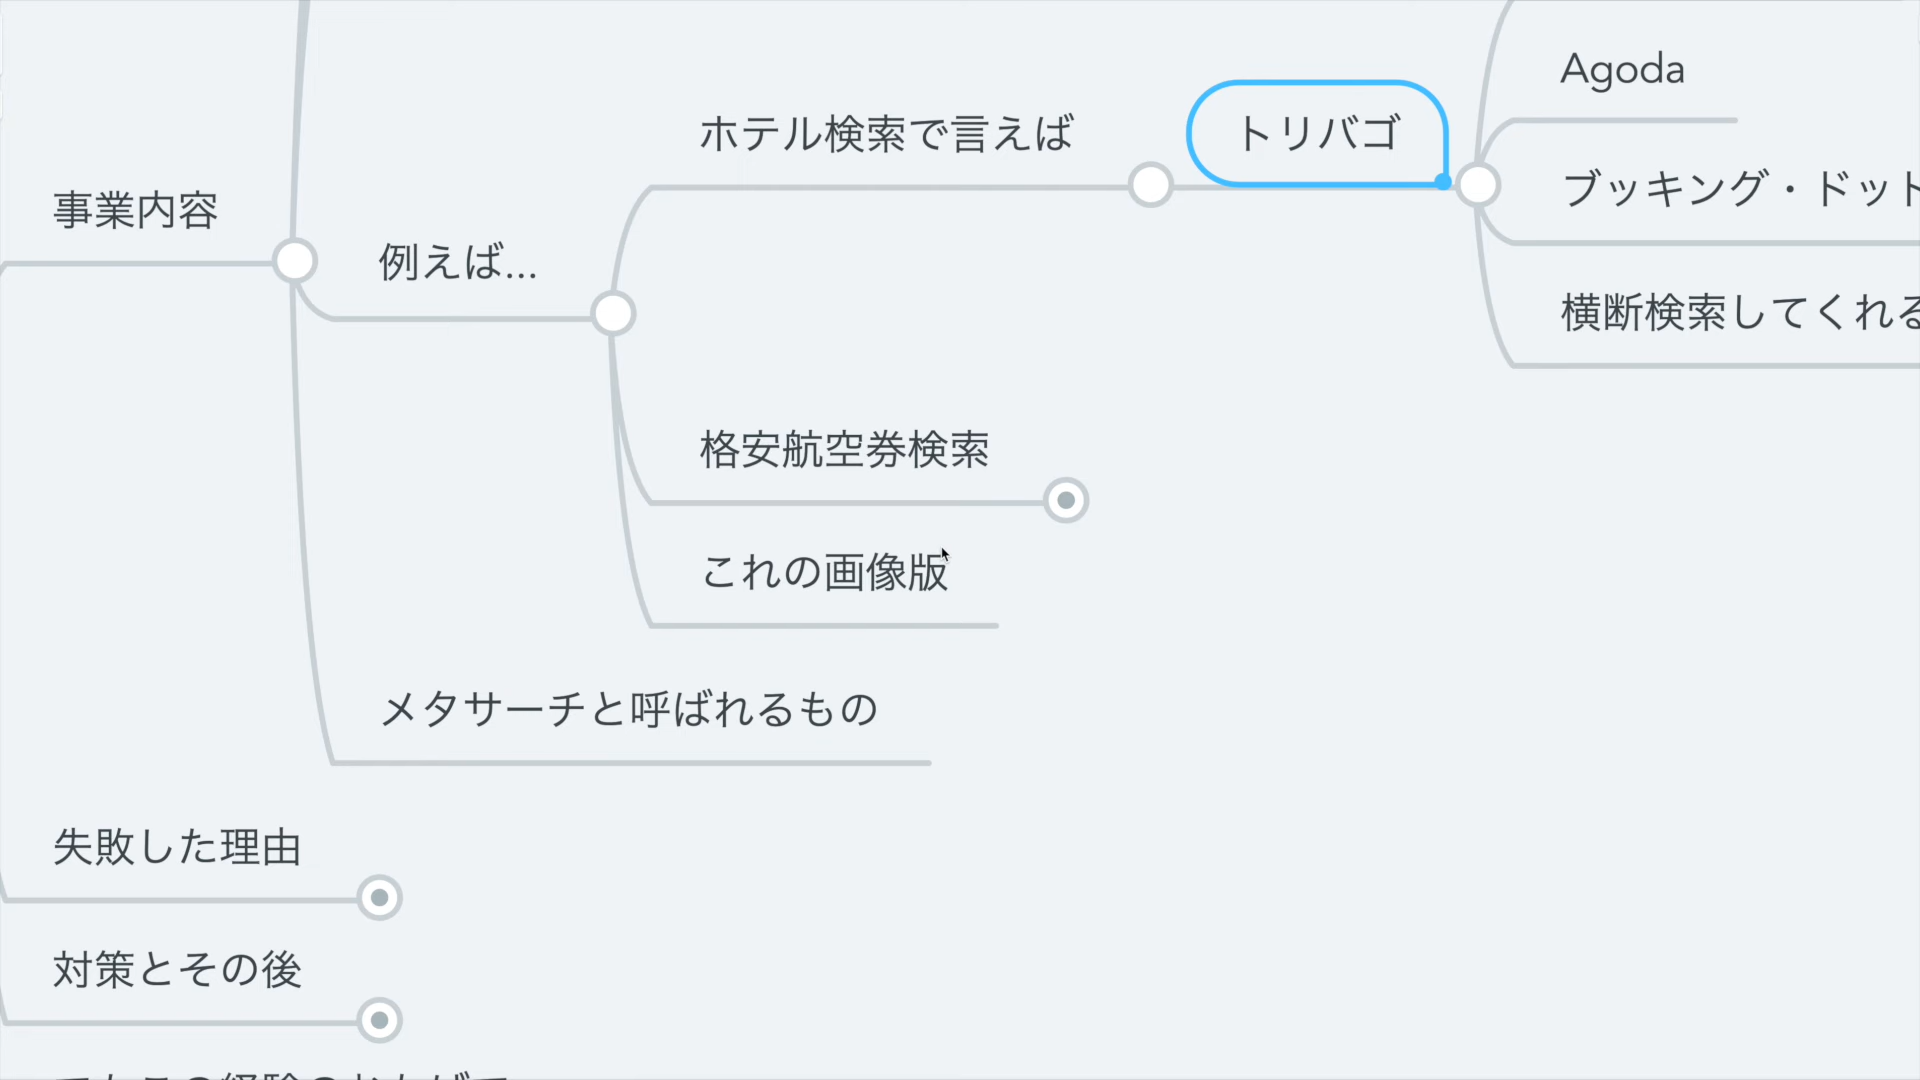 事業内容
例えば...
ホテル検索で言えば
トリバゴ
Agoda
ブッキング・ドット
横断検索してくれる
格安航空券検索
これの画像版
メタサーチと呼ばれるもの
失敗した理由
対策とその後